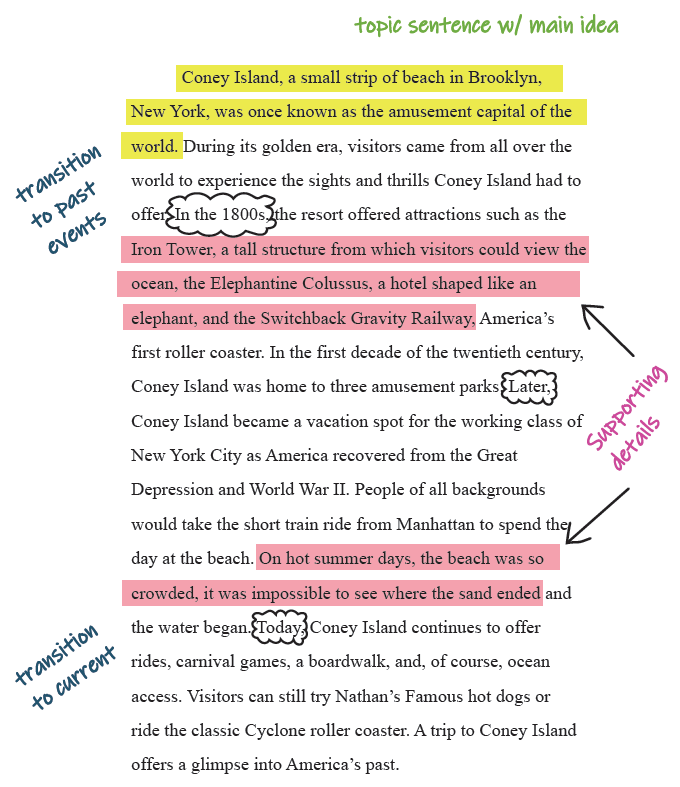 topic sentence w/ main idea
Coney Island, a small strip of beach in Brooklyn,
New York, was once known as the amusement capital of the
world. During its golden era, visitors came from all over the
world to experience the sights and thrills Coney Island had to
offer. In the 1800s, the resort offered attractions such as the
Iron Tower, a tall structure from which visitors could view the
ocean, the Elephantine Colussus, a hotel shaped like an
elephant, and the Switchback Gravity Railway, America's
first roller coaster. In the first decade of the twentieth century,
Coney Island was home to three amusement parks. Later,
Coney Island became a vacation spot for the working class of
New York City as America recovered from the Great
Depression and World War II. People of all backgrounds
would take the short train ride from Manhattan to spend the
day at the beach. On hot summer days, the beach was so
crowded, it was impossible to see where the sand ended and
the water began. Today, Coney Island continues to offer
rides, carnival games, a boardwalk, and, of course, ocean
access. Visitors can still try Nathan's Famous hot dogs or
ride the classic Cyclone roller coaster. A trip to Coney Island
offers a glimpse into America's past.
transition
to past
events
Supporting
details
transition
to current